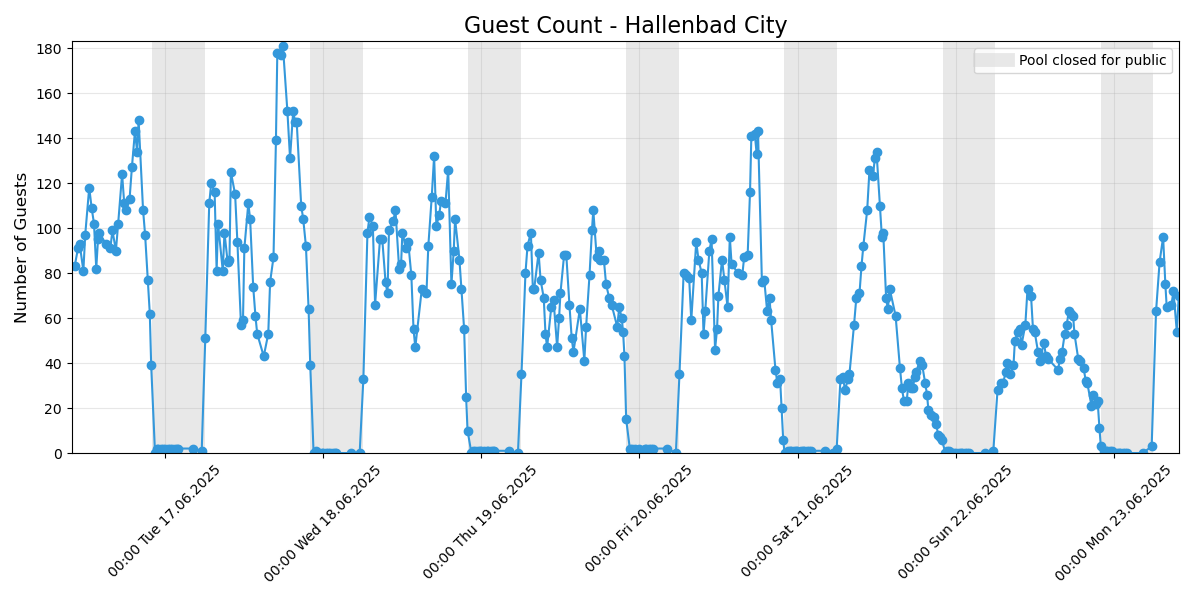 Guest Count - Hallenbad City
Number of Guests
180
160
140
120
100
80
60
40
20
0
Pool closed for public
00:00 Tue 17.06.2025
00:00 Wed 18.06.2025
00:00 Thu 19.06.2025
00:00 Fri 20.06.2025
00:00 Sat 21.06.2025
00:00 Sun 22.06.2025
00:00 Mon 23.06.2025